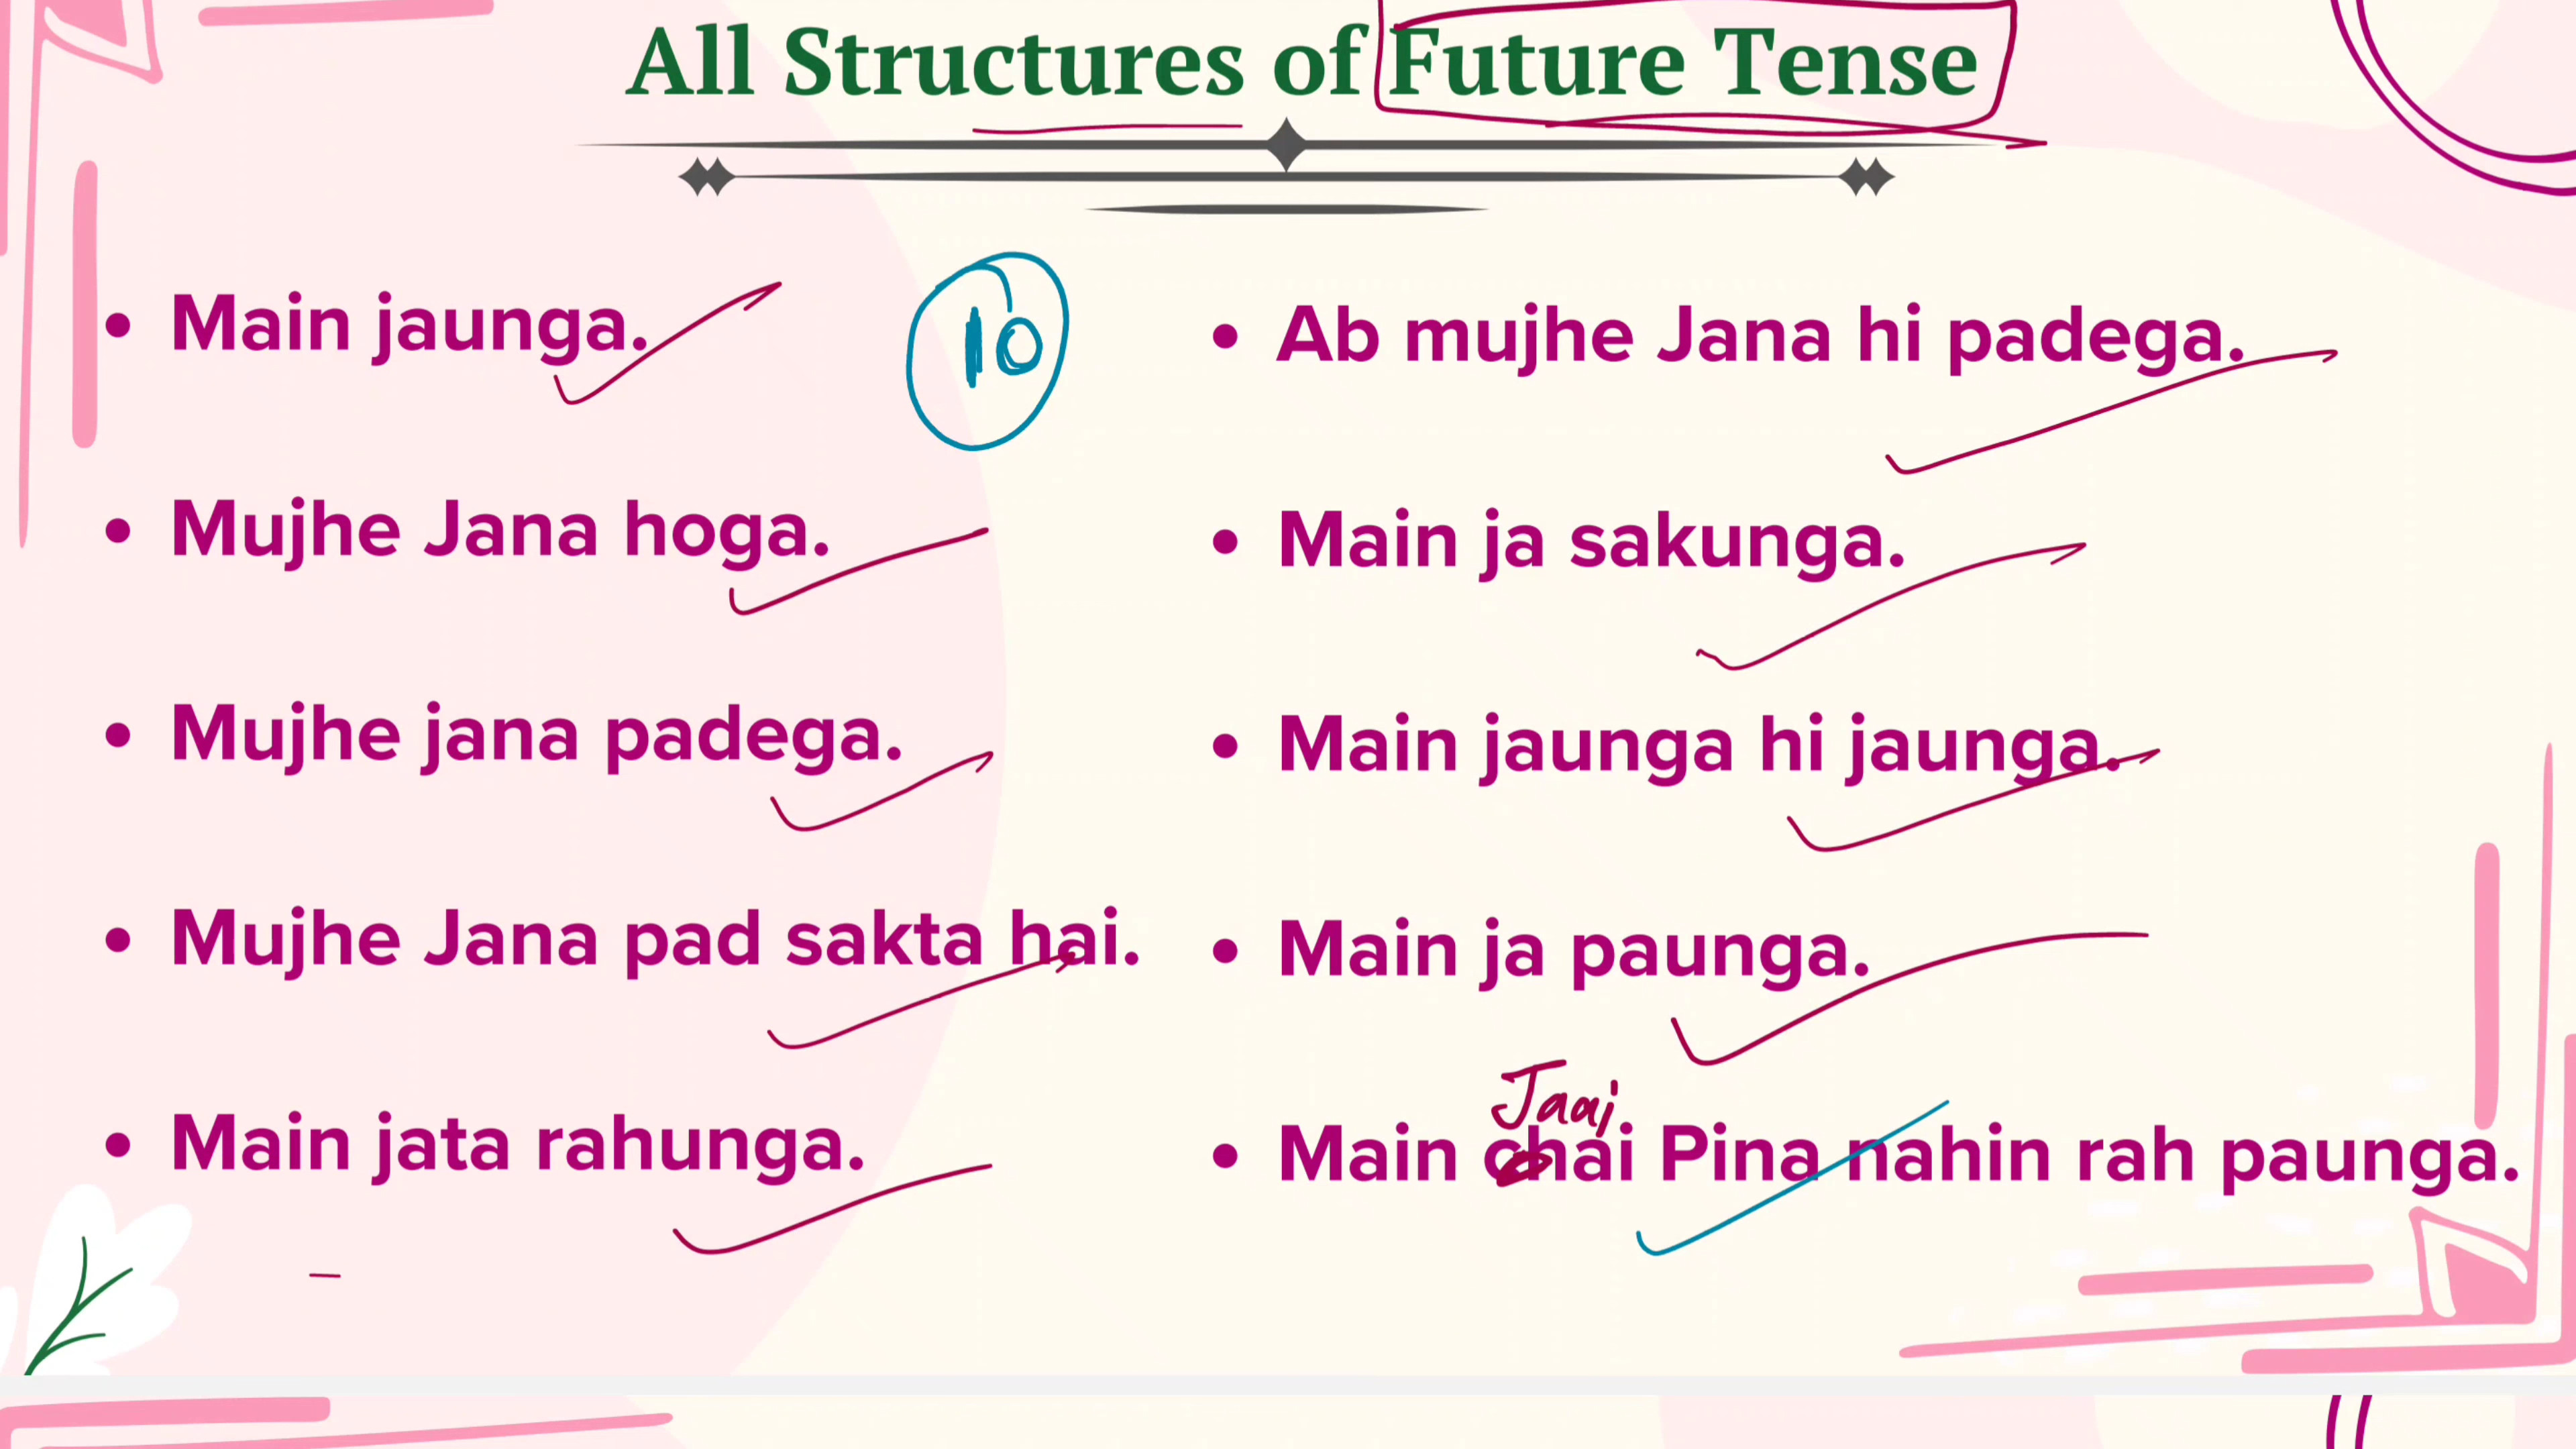 All Structures of Future Tense
10
Main jaunga.
Mujhe Jana hoga.
Mujhe jana padega.
Mujhe Jana pad sakta hai.
Main jata rahunga.
Ab mujhe Jana hi padega.
Main ja sakunga.
Main jaunga hi jaunga.
Main ja paunga.
Main chai Pina nahin rah paunga.